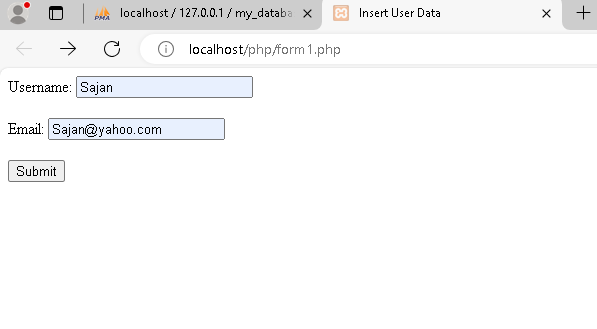 PMA localhost / 127.0.0.1 / my_databa
Insert User Data
localhost/php/form1.php
Username: Sajan
Email: Sajan@yahoo.com
Submit